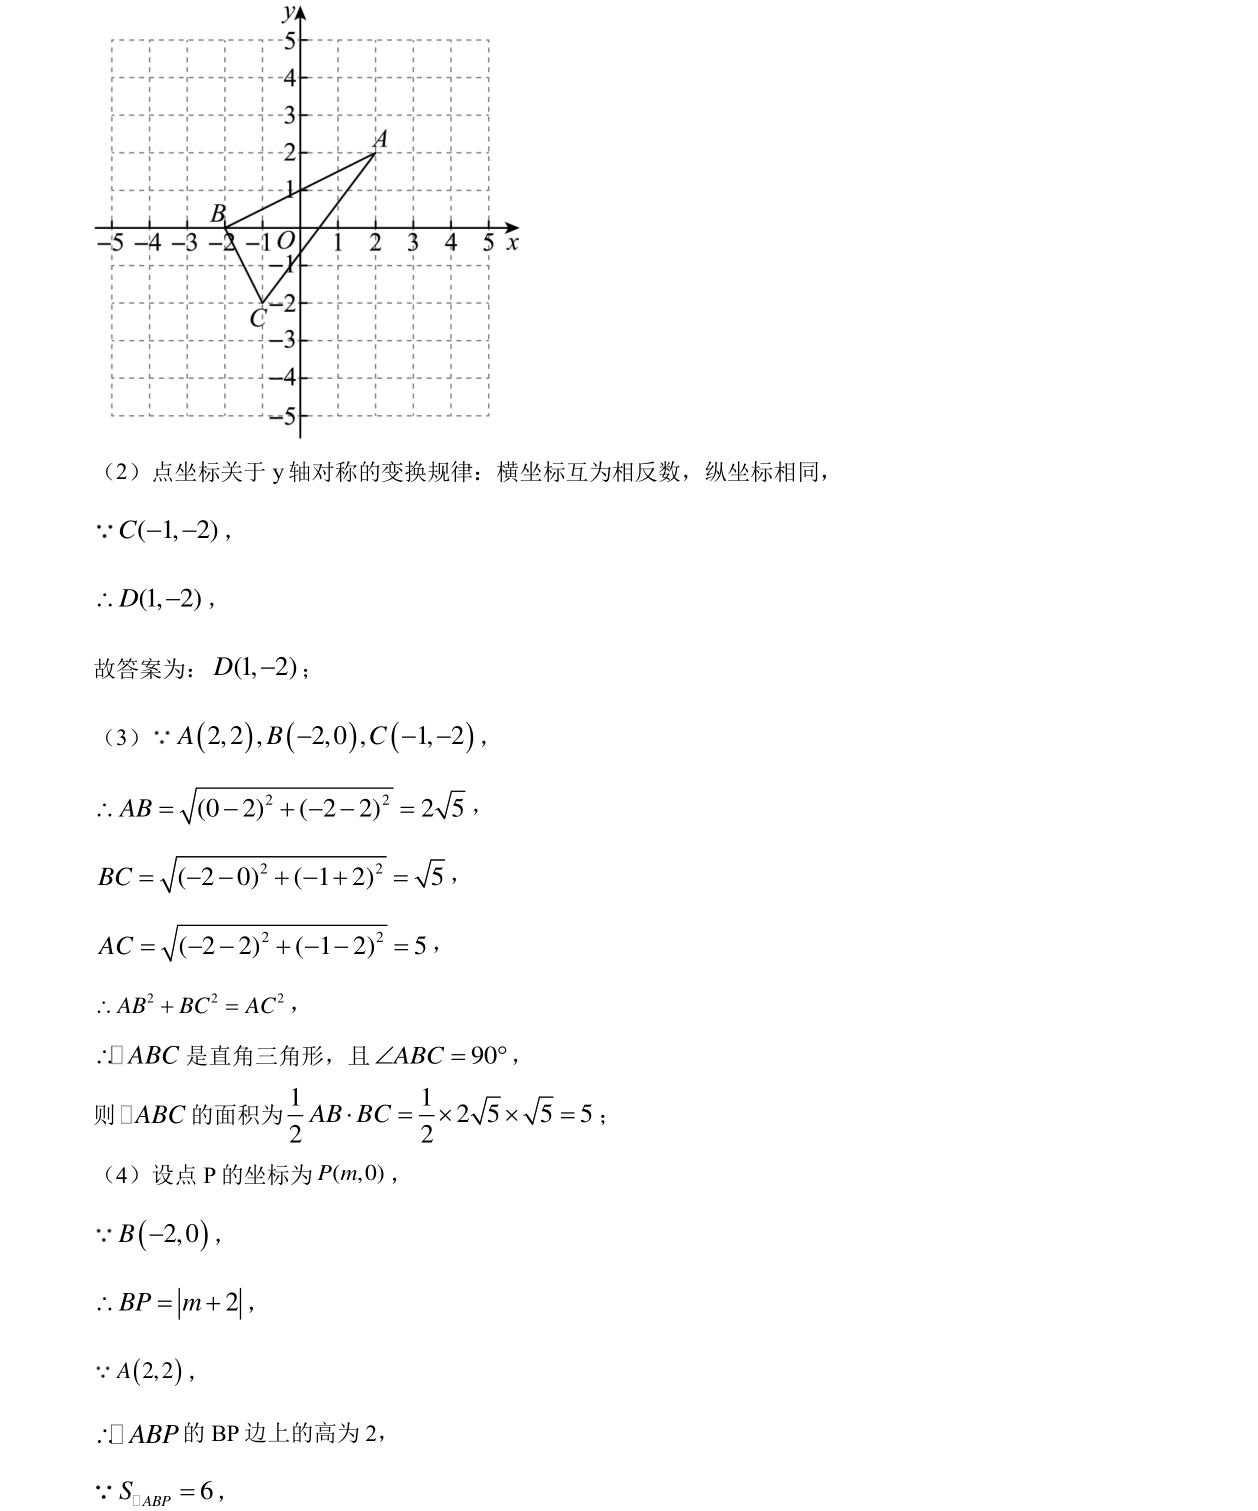 y
5
4
3
A
2
1
B
-5 -4 -3 -2 -1 O 1 2 3 4 5 x
-1
-2
C
-3
-4
-5
（2）点坐标关于 y 轴对称的变换规律：横坐标互为相反数，纵坐标相同，
∵C(−1,−2)，
∴D(1,−2)，
故答案为：D(1,−2)；
（3）∵A(2,2),B(−2,0),C(−1,−2)，
∴AB=√((0−2)²+(−2−2)²)=2√5，
BC=√((−2−0)²+(−1+2)²)=√5，
AC=√((−2−2)²+(−1−2)²)=5，
∴AB²+BC²=AC²，
∴□ABC 是直角三角形，且∠ABC=90°，
则□ABC 的面积为 1/2 AB·BC=1/2×2√5×√5=5；
（4）设点 P 的坐标为 P(m,0)，
∵B(−2,0)，
∴BP=|m+2|，
∵A(2,2)，
∴□ABP 的 BP 边上的高为 2，
∵S□ABP=6，